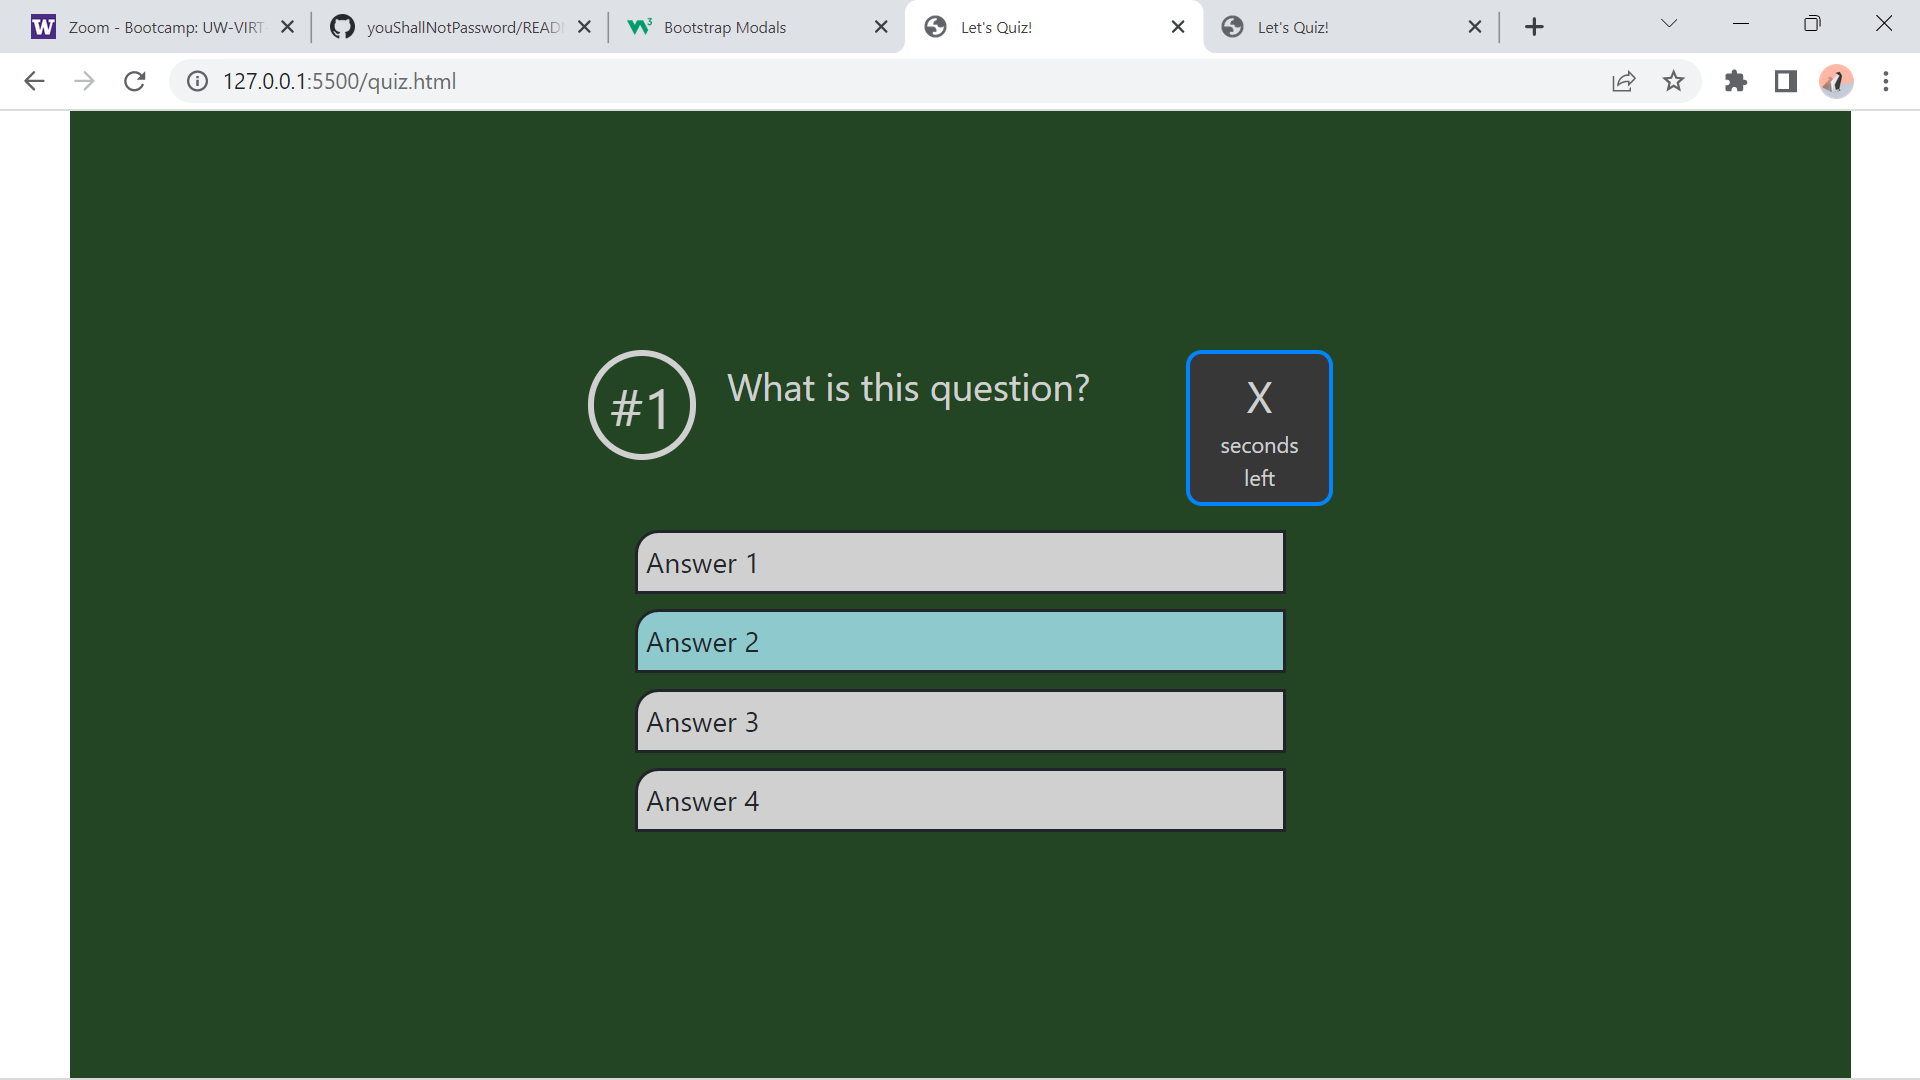 W Zoom - Bootcamp: UW-VIRT
youShallNotPassword/READ
W3 Bootstrap Modals
Let's Quiz!
Let's Quiz!
127.0.0.1:5500/quiz.html
#1
What is this question?
X
seconds
left
Answer 1
Answer 2
Answer 3
Answer 4